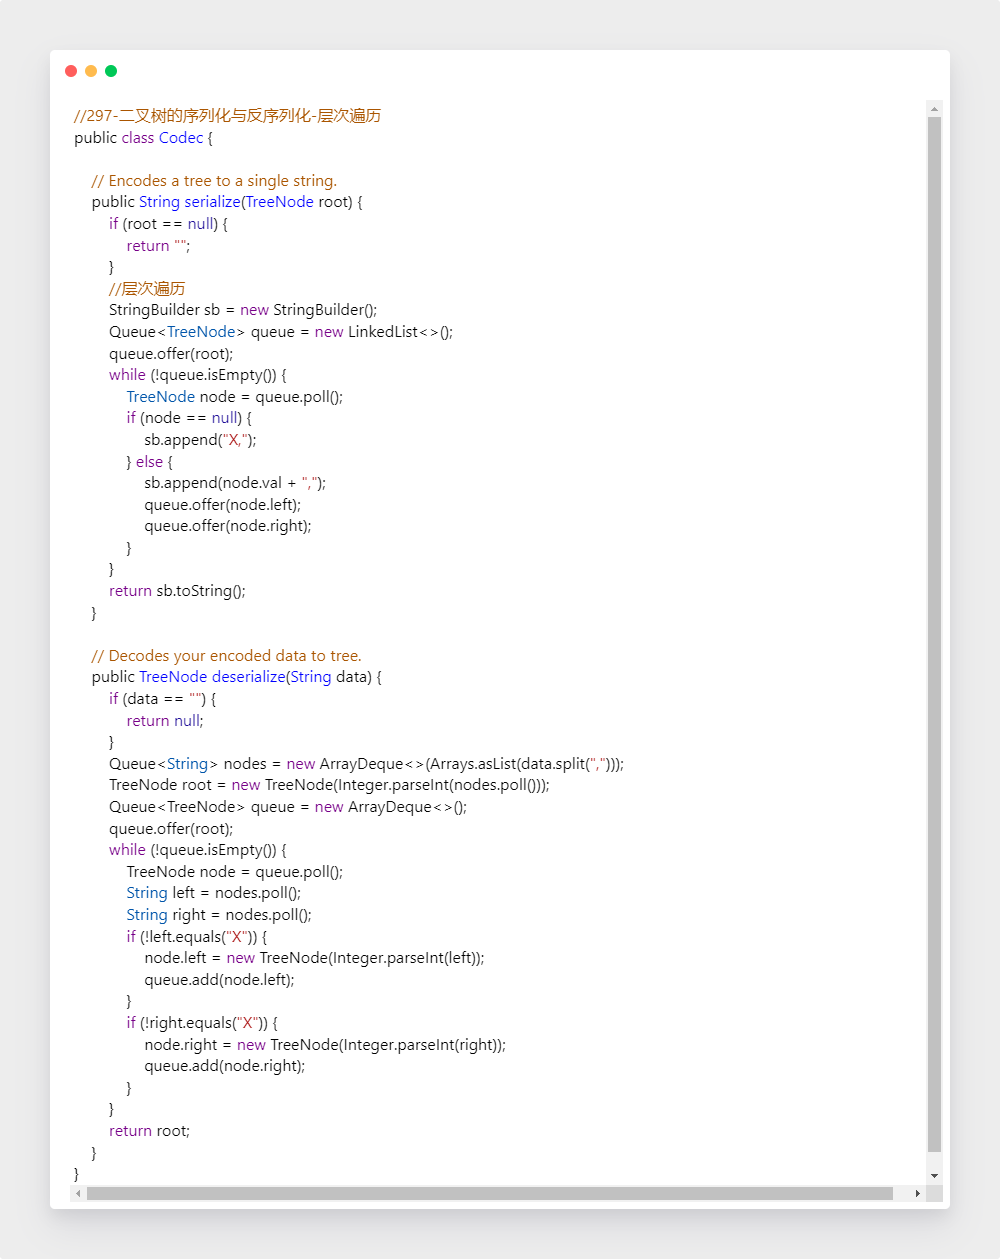 //297-二叉树的序列化与反序列化-层次遍历
public class Codec {

    // Encodes a tree to a single string.
    public String serialize(TreeNode root) {
        if (root == null) {
            return "";
        }
        //层次遍历
        StringBuilder sb = new StringBuilder();
        Queue<TreeNode> queue = new LinkedList<>();
        queue.offer(root);
        while (!queue.isEmpty()) {
            TreeNode node = queue.poll();
            if (node == null) {
                sb.append("X,");
            } else {
                sb.append(node.val + ",");
                queue.offer(node.left);
                queue.offer(node.right);
            }
        }
        return sb.toString();
    }

    // Decodes your encoded data to tree.
    public TreeNode deserialize(String data) {
        if (data == "") {
            return null;
        }
        Queue<String> nodes = new ArrayDeque<>(Arrays.asList(data.split(",")));
        TreeNode root = new TreeNode(Integer.parseInt(nodes.poll()));
        Queue<TreeNode> queue = new ArrayDeque<>();
        queue.offer(root);
        while (!queue.isEmpty()) {
            TreeNode node = queue.poll();
            String left = nodes.poll();
            String right = nodes.poll();
            if (!left.equals("X")) {
                node.left = new TreeNode(Integer.parseInt(left));
                queue.add(node.left);
            }
            if (!right.equals("X")) {
                node.right = new TreeNode(Integer.parseInt(right));
                queue.add(node.right);
            }
        }
        return root;
    }
}